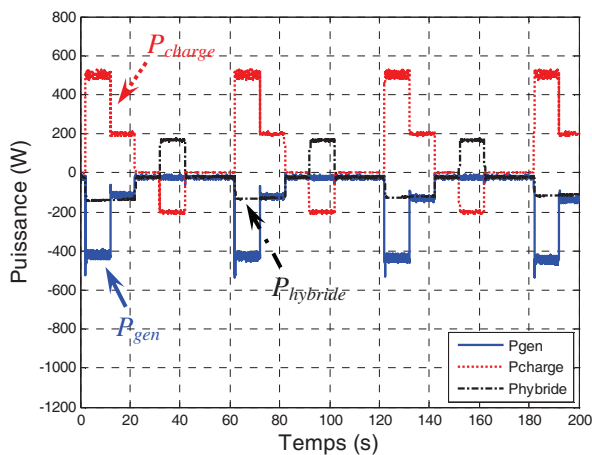 800
600
400
200
0
-200
-400
-600
-800
-1000
-1200
Puissance (W)
P_charge
P_hybride
P_gen
Pgen
Pcharge
Phybride
0 20 40 60 80 100 120 140 160 180 200
Temps (s)